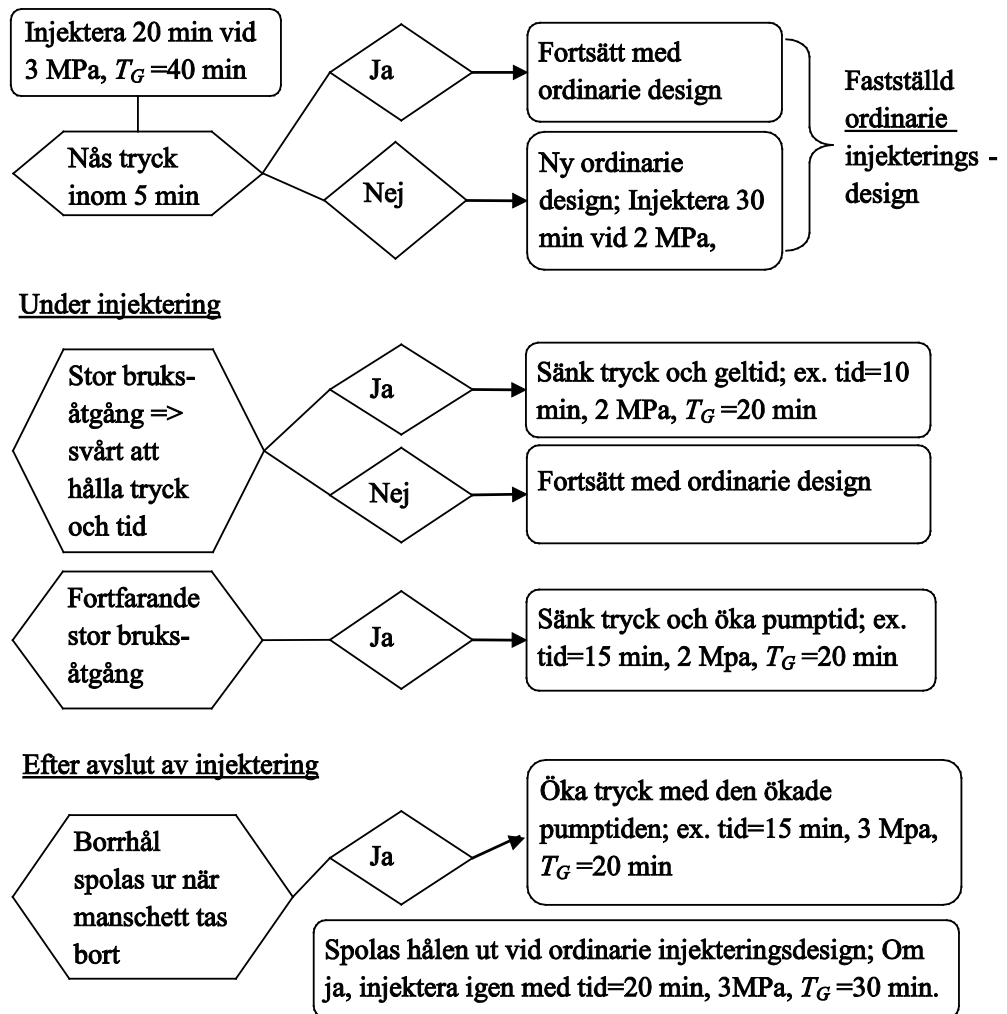 Injektera 20 min vid
3 MPa, T_G =40 min
Nås tryck
inom 5 min
Ja
Fortsätt med
ordinarie design
Nej
Ny ordinarie
design; Injektera 30
min vid 2 MPa,
Fastställd
ordinarie
injekterings -
design
Under injektering
Stor bruks-
åtgång =>
svårt att
hålla tryck
och tid
Ja
Sänk tryck och geltid; ex. tid=10
min, 2 MPa, T_G =20 min
Nej
Fortsätt med ordinarie design
Fortfarande
stor bruks-
åtgång
Ja
Sänk tryck och öka pumptid; ex.
tid=15 min, 2 Mpa, T_G =20 min
Efter avslut av injektering
Borrhål
spolas ur när
manschett tas
bort
Ja
Öka tryck med den ökade
pumptiden; ex. tid=15 min, 3 Mpa,
T_G =20 min
Spolas hålen ut vid ordinarie injekteringsdesign; Om
ja, injektera igen med tid=20 min, 3MPa, T_G =30 min.